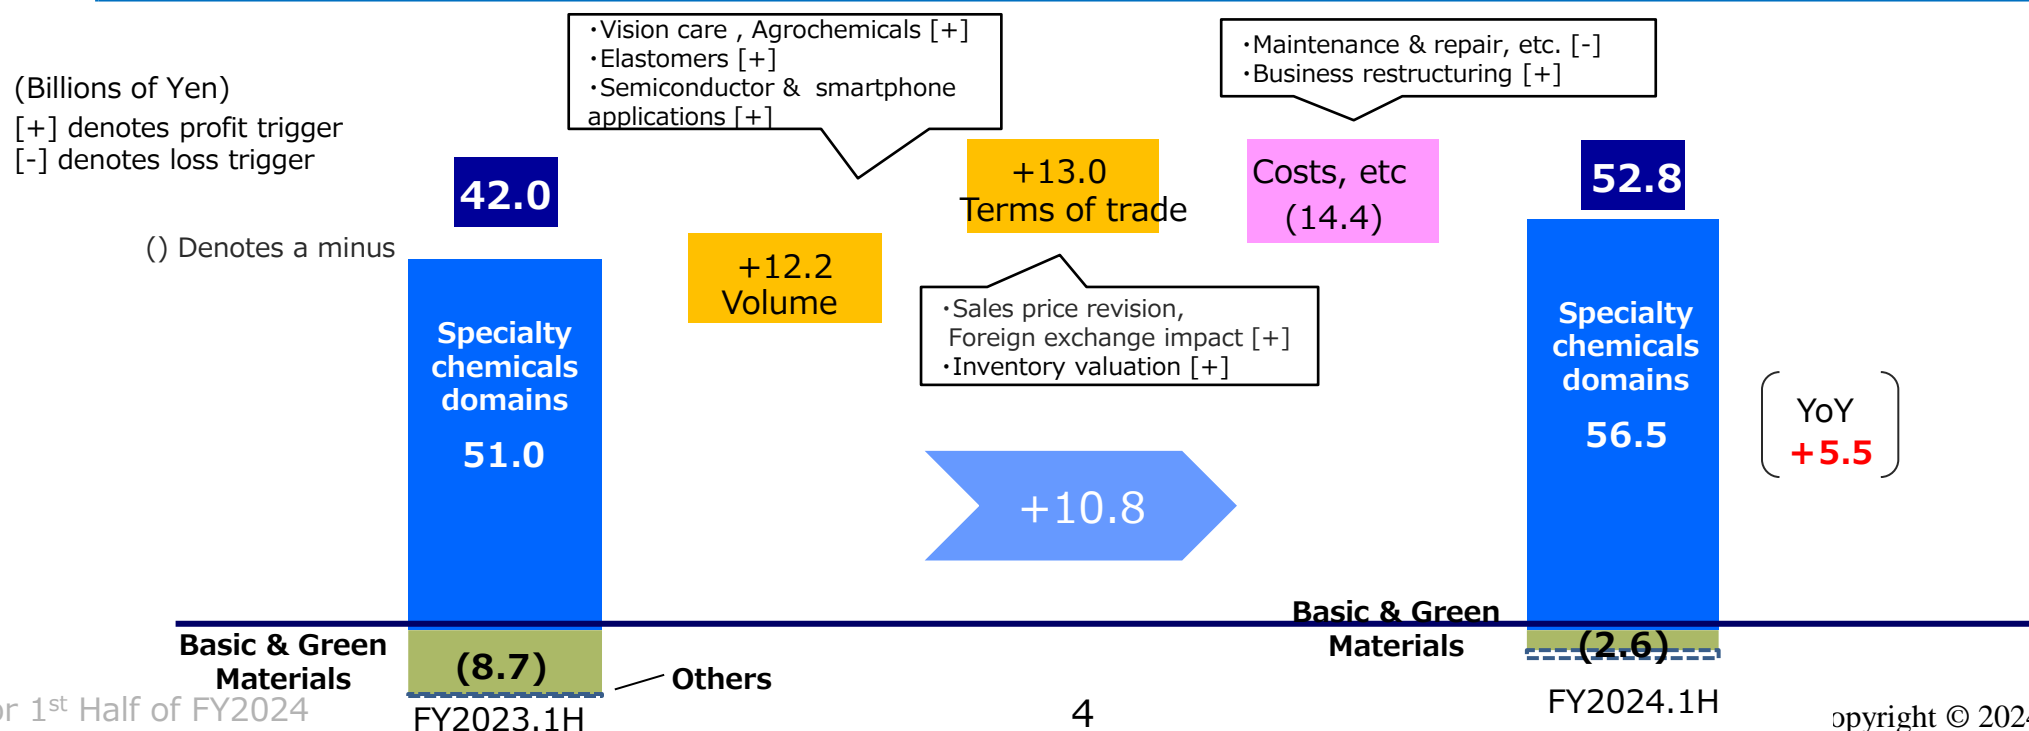 (Billions of Yen)
[+] denotes profit trigger
[-] denotes loss trigger
() Denotes a minus
・Vision care , Agrochemicals [+]
・Elastomers [+]
・Semiconductor & smartphone
applications [+]
・Maintenance & repair, etc. [-]
・Business restructuring [+]
42.0
+13.0
Terms of trade
Costs, etc
(14.4)
52.8
+12.2
Volume
・Sales price revision,
Foreign exchange impact [+]
・Inventory valuation [+]
Specialty
chemicals
domains
51.0
Specialty
chemicals
domains
56.5
YoY
+5.5
+10.8
Basic & Green
Materials
(8.7)
Others
Basic & Green
Materials
(2.6)
FY2023.1H
FY2024.1H
or 1st Half of FY2024
4
opyright © 2024